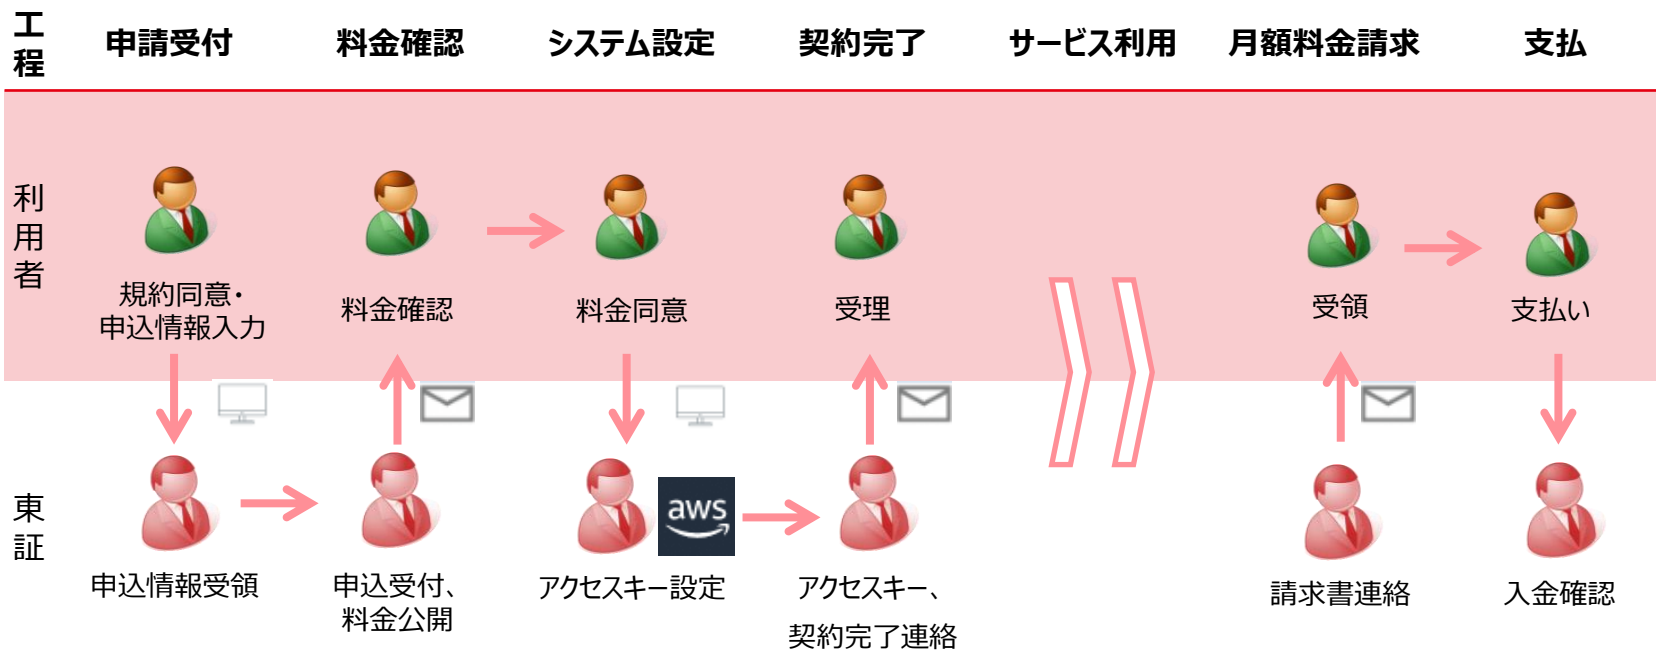 工程
申請受付
料金確認
システム設定
契約完了
サービス利用
月額料金請求
支払
利用者
規約同意・
申込情報入力
料金確認
料金同意
受理
受領
支払い
東証
申込情報受領
申込受付、
料金公開
aws
アクセスキー設定
アクセスキー、
契約完了連絡
請求書連絡
入金確認